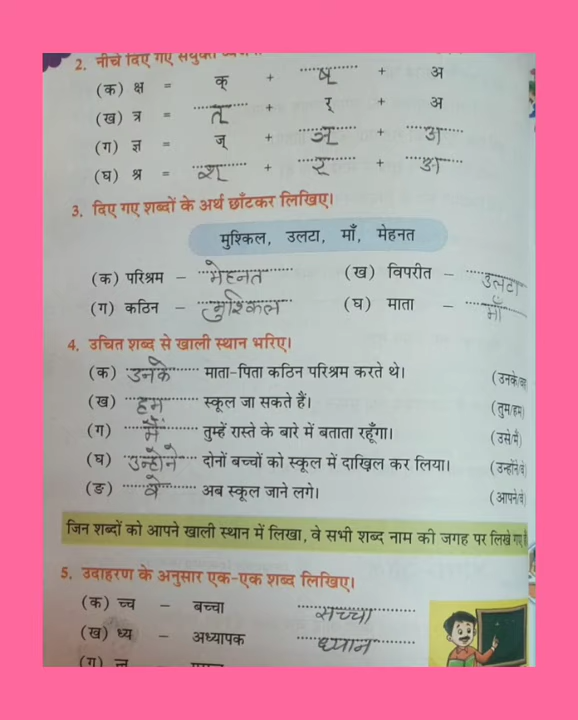 2. नीचे दिए गए संयुक्त
(क) क्ष = क् + ष् + अ
(ख) त्र = त् + र् + अ
(ग) ज्ञ = ज् + ञ् + अ
(घ) श्र = श् + र् + अ
3. दिए गए शब्दों के अर्थ छाँटकर लिखिए।
मुश्किल, उलटा, माँ, मेहनत
(क) परिश्रम – मेहनत (ख) विपरीत – उलटा
(ग) कठिन – मुश्किल (घ) माता – माँ
4. उचित शब्द से खाली स्थान भरिए।
(क) उनके माता-पिता कठिन परिश्रम करते थे। (उनके/
(ख) हम स्कूल जा सकते हैं। (तुम/हम)
(ग) मैं तुम्हें रास्ते के बारे में बताता रहूँगा। (उसे/मैं)
(घ) उन्होने दोनों बच्चों को स्कूल में दाखिल कर लिया। (उन्होंने/वे)
(ङ) वे अब स्कूल जाने लगे। (आपने/वे)
जिन शब्दों को आपने खाली स्थान में लिखा, वे सभी शब्द नाम की जगह पर लिखे गए
5. उदाहरण के अनुसार एक-एक शब्द लिखिए।
(क) च्च – बच्चा सच्चा
(ख) ध्य – अध्यापक ध्यान
(ग)